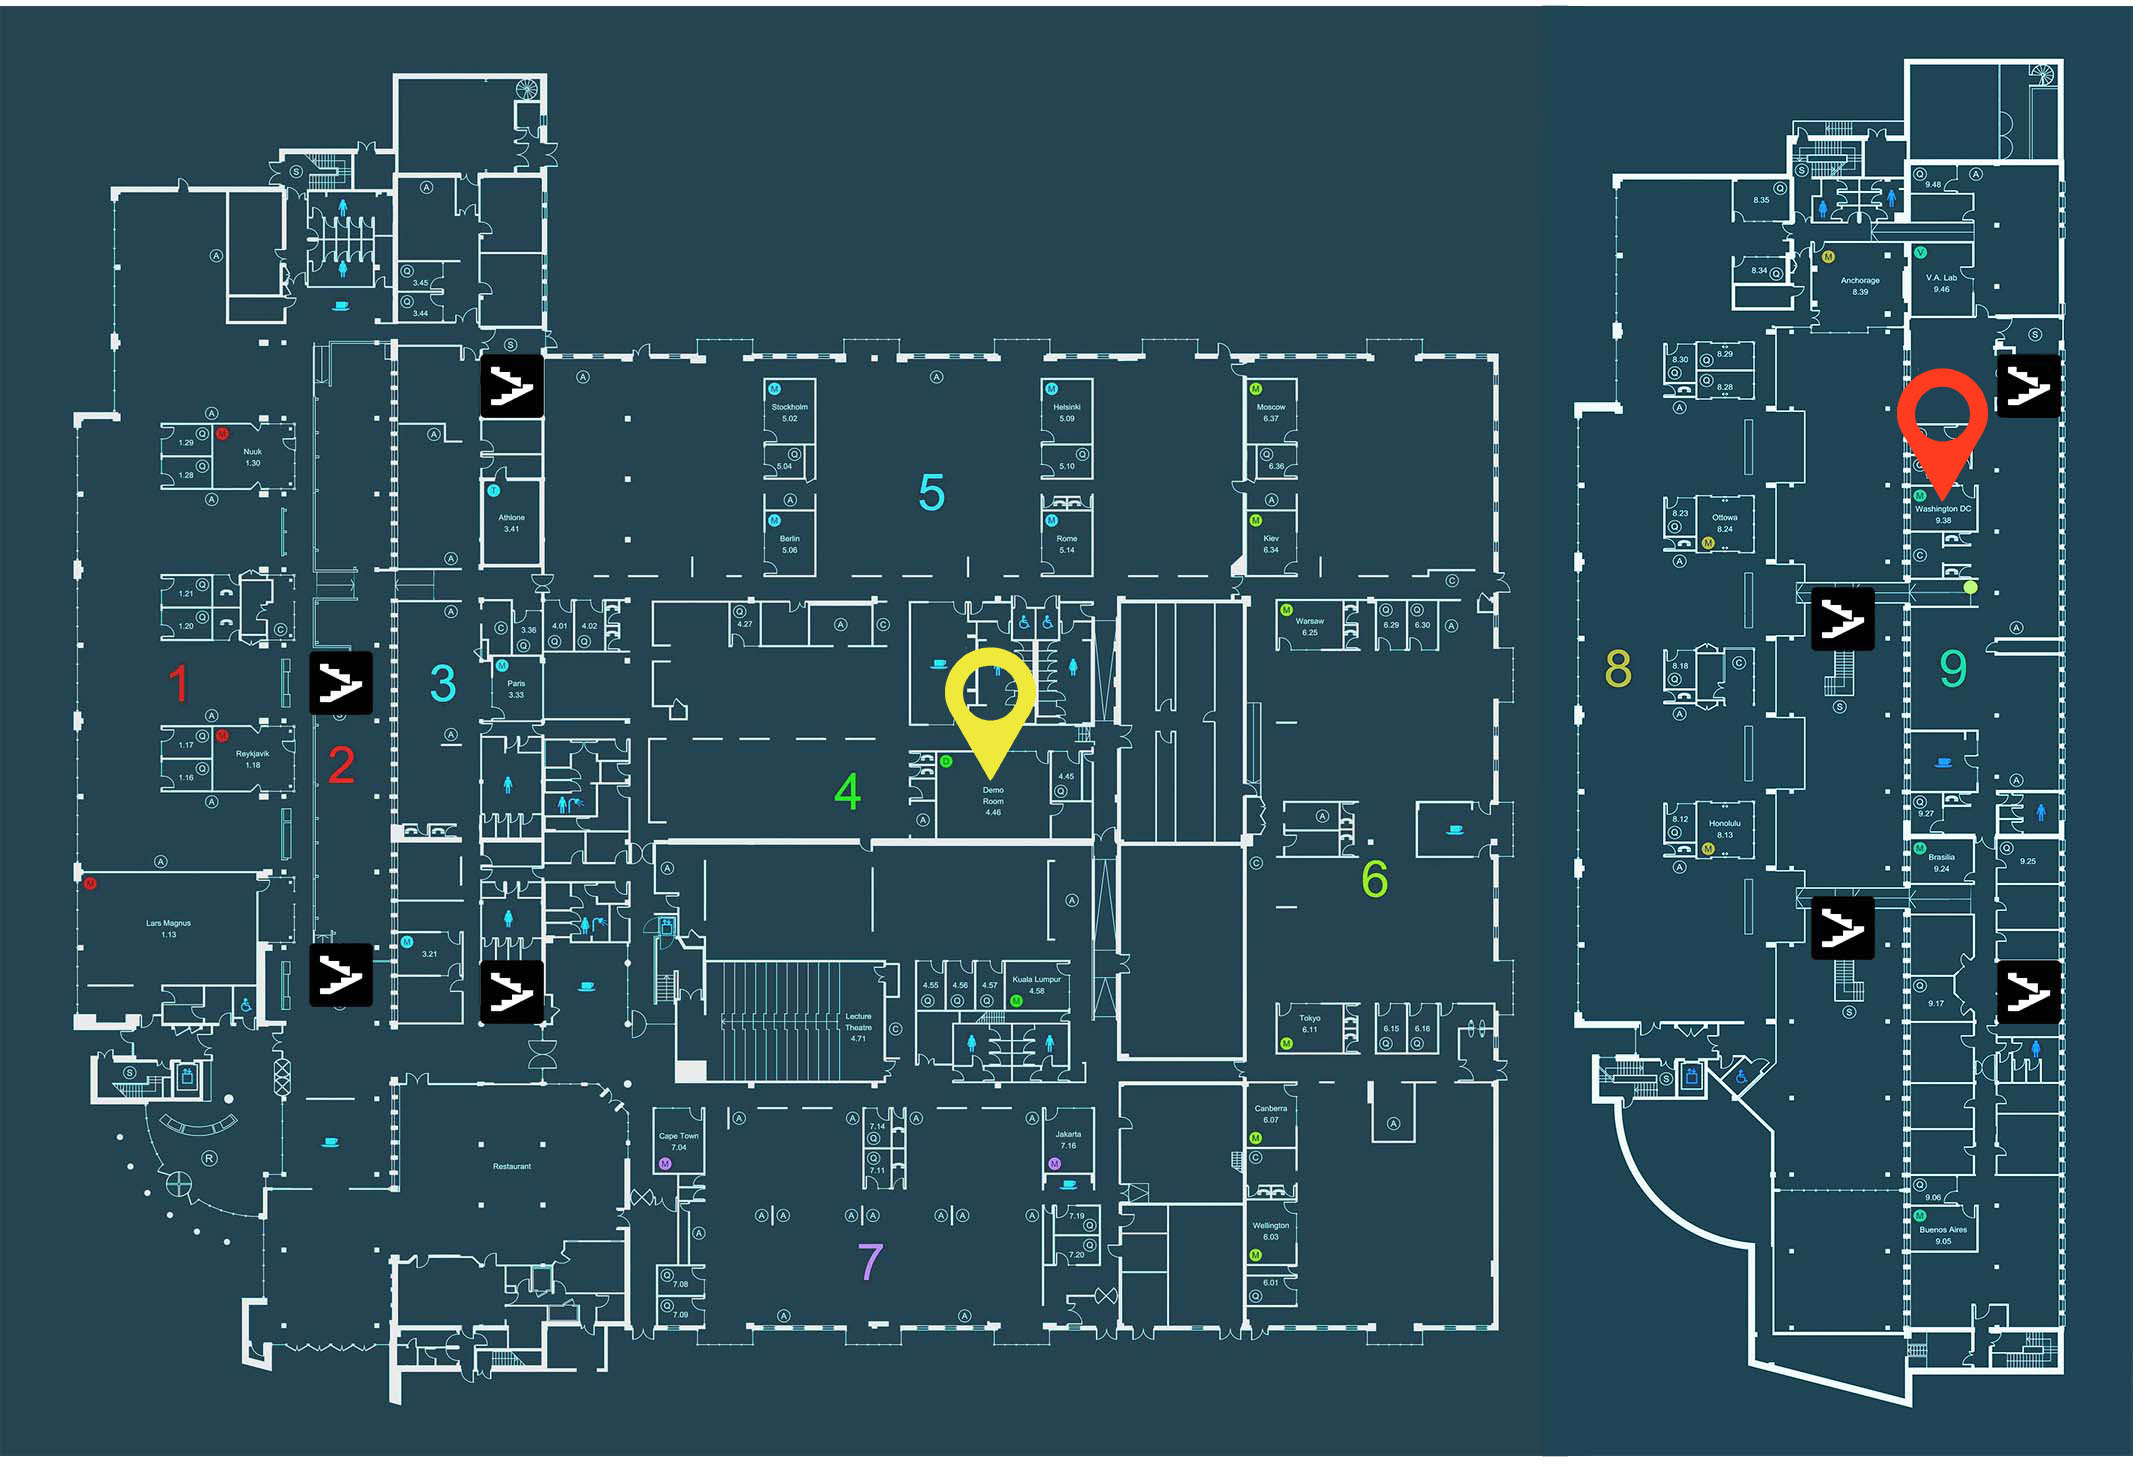 S
A
A
Q
3.45
Q
3.44
S
A
A
Q
1.29
Q
1.28
M
Nuuk
1.30
A
A
T
Athlone
3.41
A
Q
1.21
Q
1.20
C
A
C
3.36
Q
4.01
Q
4.02
Q
1
2
3
M
Paris
3.33
A
A
Q
1.17
Q
1.16
M
Reykjavik
1.18
A
A
M
Lars Magnus
1.13
M
3.21
S
R
Restaurant
A
A
M
Stockholm
5.02
Q
5.04
A
M
Berlin
5.06
5
M
Helsinki
5.09
Q
5.10
A
M
Rome
5.14
M
Moscow
6.37
Q
6.36
A
M
Kiev
6.34
C
Q
4.27
A
C
4
D
Demo
Room
4.46
4.45
Q
A
M
Warsaw
6.25
Q
6.29
Q
6.30
A
A
C
6
A
A
Lecture
Theatre
4.71
C
4.55
Q
4.56
Q
4.57
Q
Kuala Lumpur
4.58
M
Tokyo
6.11
M
6.15
Q
6.16
Q
Cape Town
7.04
M
A
A
7.14
Q
Q
7.11
A
A
Jakarta
7.16
M
A
A
A
A
A
A
A
A
7.19
Q
Q
7.20
7
Q
7.08
Q
7.09
A
A
Canberra
6.07
M
C
Wellington
6.03
M
6.01
Q
A
S
Q
8.35
8.34
Q
M
Anchorage
8.39
Q
9.48
A
V
V.A. Lab
9.46
S
8.30
Q
8.29
Q
Q
8.28
A
M
Washington DC
9.38
8.23
Q
Ottowa
8.24
M
A
C
A
8
9
8.18
Q
C
A
S
8.12
Q
Honolulu
8.13
M
A
A
Q
9.27
M
Brasilia
9.24
Q
9.25
Q
9.17
S
S
Q
9.06
M
Buenos Aires
9.05